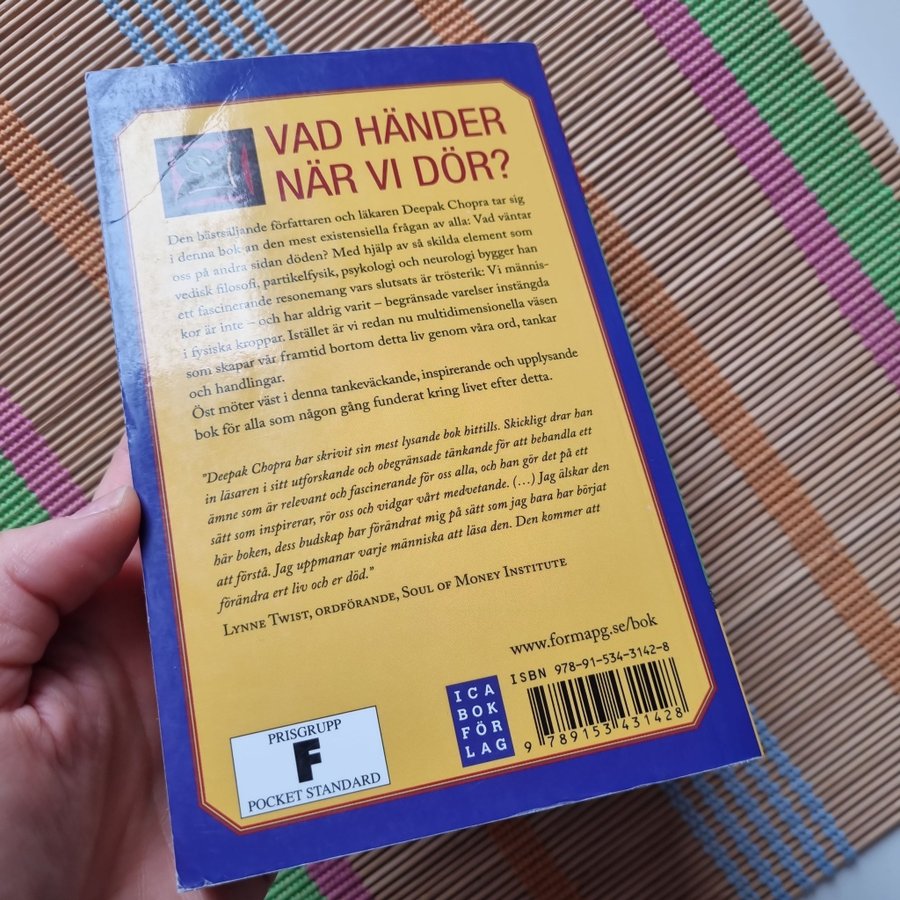 VAD HÄNDER
NÄR VI DÖR?
Den bästsäljande författaren och läkaren Deepak Chopra tar sig
i denna bok an den mest existensiella frågan av alla: Vad väntar
oss på andra sidan döden? Med hjälp av så skilda element som
vedisk filosofi, partikelfysik, psykologi och neurologi bygger han
ett fascinerande resonemang vars slutsats är trösterik: Vi männis-
kor är inte – och har aldrig varit – begränsade varelser instängda
i fysiska kroppar. Istället är vi redan nu multidimensionella väsen
som skapar vår framtid bortom detta liv genom våra ord, tankar
och handlingar.
Öst möter väst i denna tankeväckande, inspirerande och upplysande
bok för alla som någon gång funderat kring livet efter detta.
"Deepak Chopra har skrivit sin mest lysande bok hittills. Skickligt drar han
in läsaren i sitt utforskande och obegränsade tänkande för att behandla ett
ämne som är relevant och fascinerande för oss alla, och han gör det på ett
sätt som inspirerar, rör oss och vidgar vårt medvetande. (…) Jag älskar den
här boken, dess budskap har förändrat mig på sätt som jag bara har börjat
att förstå. Jag uppmanar varje människa att läsa den. Den kommer att
förändra ert liv och er död."
LYNNE TWIST, ORDFÖRANDE, SOUL OF MONEY INSTITUTE
www.formapg.se/bok
ISBN 978-91-534-3142-8
ICA
BOK
FÖR
LAG
9 789153 431428
PRISGRUPP
F
POCKET STANDARD